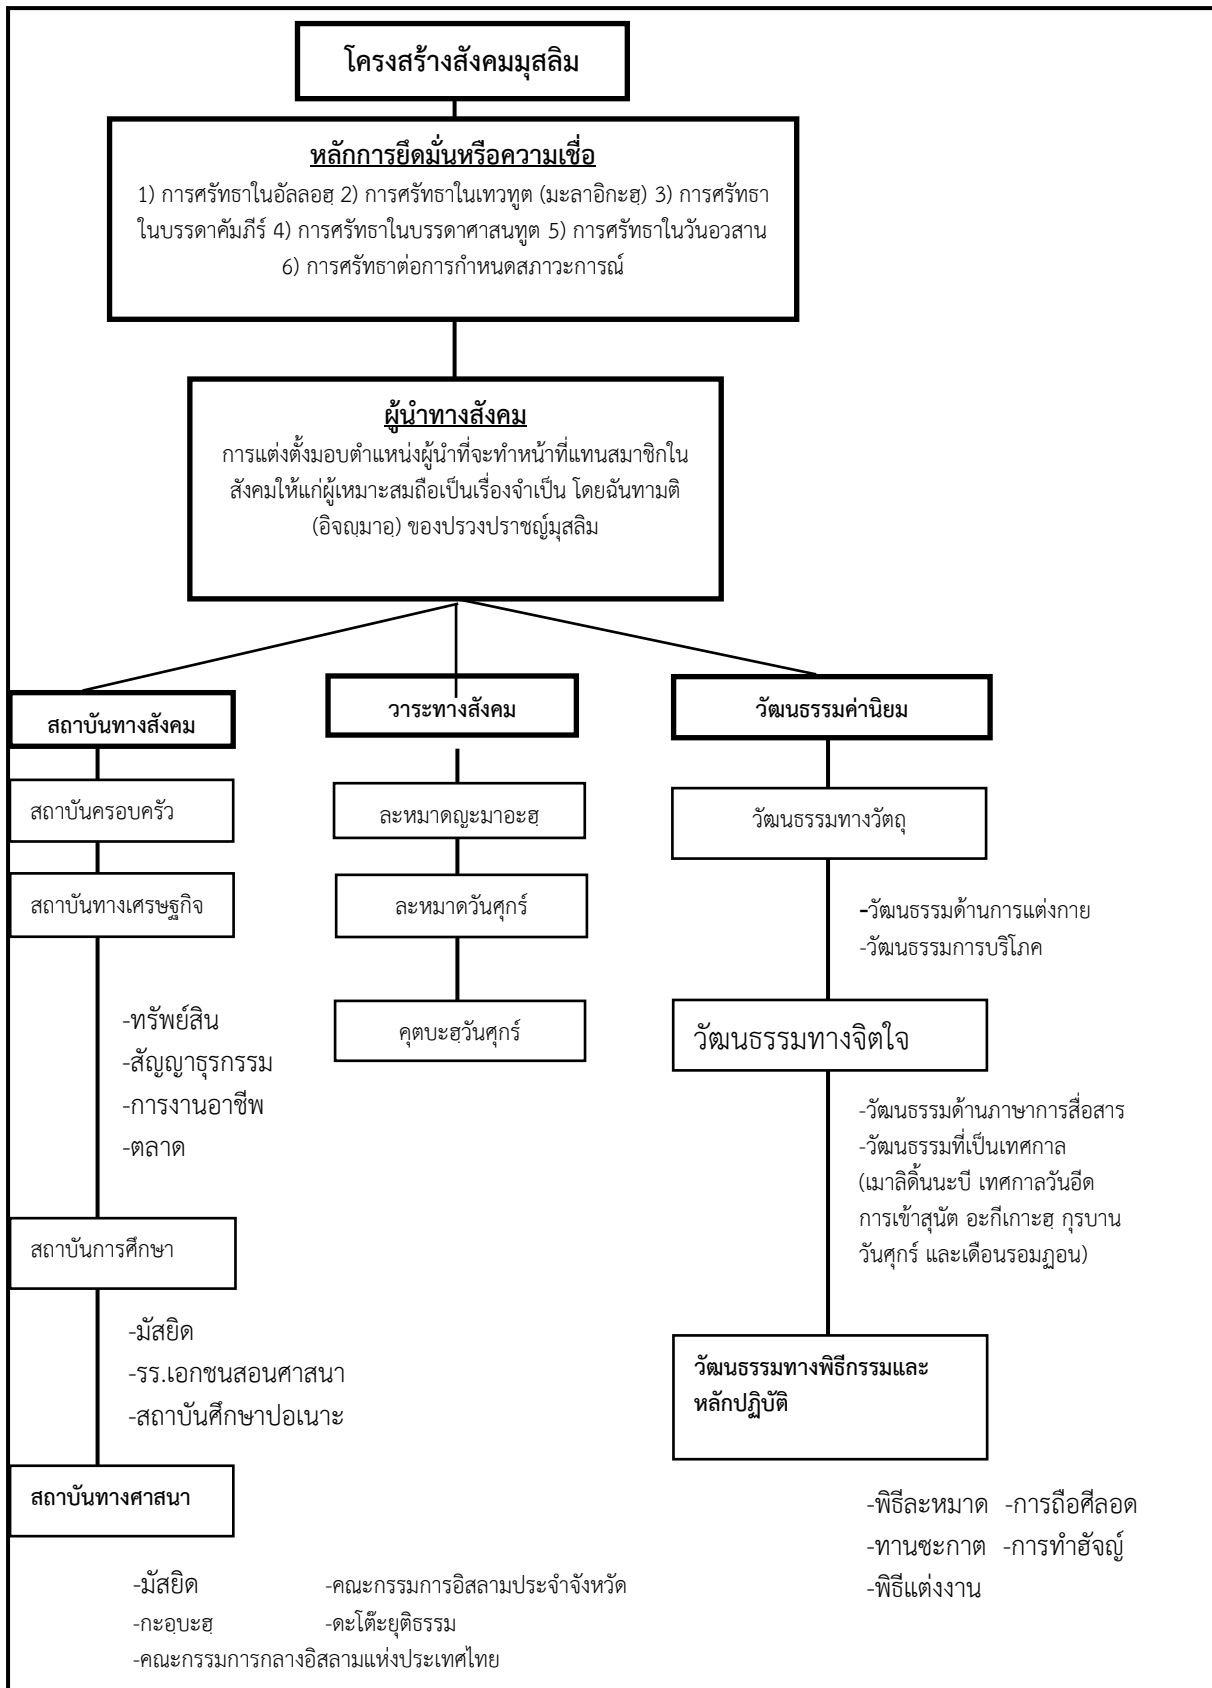 โครงสร้างสังคมมุสลิม
หลักการยึดมั่นหรือความเชื่อ
1) การศรัทธาในอัลลอฮฺ 2) การศรัทธาในเทวทูต (มะลาอิกะฮฺ) 3) การศรัทธา
ในบรรดาคัมภีร์ 4) การศรัทธาในบรรดาศาสนทูต 5) การศรัทธาในวันอวสาน
6) การศรัทธาต่อการกำหนดสภาวะการณ์
ผู้นำทางสังคม
การแต่งตั้งมอบตำแหน่งผู้นำที่จะทำหน้าที่แทนสมาชิกใน
สังคมให้แก่ผู้เหมาะสมถือเป็นเรื่องจำเป็น โดยฉันทามติ
(อิจญฺมาอฺ) ของปรวงปราชญ์มุสลิม
สถาบันทางสังคม
สถาบันครอบครัว
สถาบันทางเศรษฐกิจ
-ทรัพย์สิน
-สัญญาธุรกรรม
-การงานอาชีพ
-ตลาด
สถาบันการศึกษา
-มัสยิด
-รร.เอกชนสอนศาสนา
-สถาบันศึกษาปอเนาะ
สถาบันทางศาสนา
-มัสยิด -คณะกรรมการอิสลามประจำจังหวัด
-กะอฺบะฮฺ -ดะโต๊ะยุติธรรม
-คณะกรรมการกลางอิสลามแห่งประเทศไทย
วาระทางสังคม
ละหมาดญะมาอะฮฺ
ละหมาดวันศุกร์
คุตบะฮฺวันศุกร์
วัฒนธรรมค่านิยม
วัฒนธรรมทางวัตถุ
-วัฒนธรรมด้านการแต่งกาย
-วัฒนธรรมการบริโภค
วัฒนธรรมทางจิตใจ
-วัฒนธรรมด้านภาษาการสื่อสาร
-วัฒนธรรมที่เป็นเทศกาล
(เมาลิดิ้นนะบี เทศกาลวันอีด
การเข้าสุนัต อะกีเกาะฮฺ กุรบาน
วันศุกร์ และเดือนรอมฎอน)
วัฒนธรรมทางพิธีกรรมและ
หลักปฏิบัติ
-พิธีละหมาด -การถือศีลอด
-ทานซะกาต -การทำฮัจญ์
-พิธีแต่งงาน